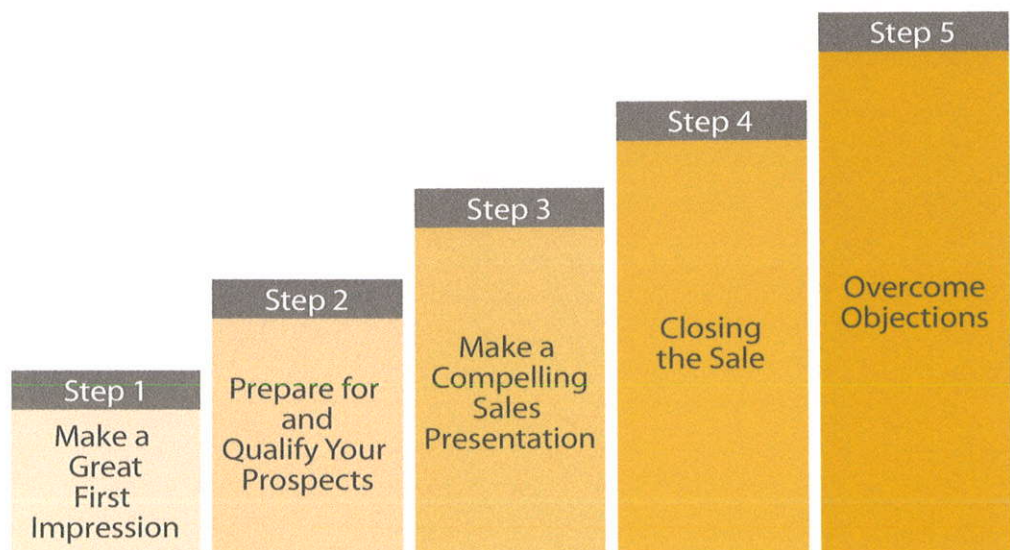 Step 1
Make a
Great
First
Impression
Step 2
Prepare for
and
Qualify Your
Prospects
Step 3
Make a
Compelling
Sales
Presentation
Step 4
Closing
the Sale
Step 5
Overcome
Objections